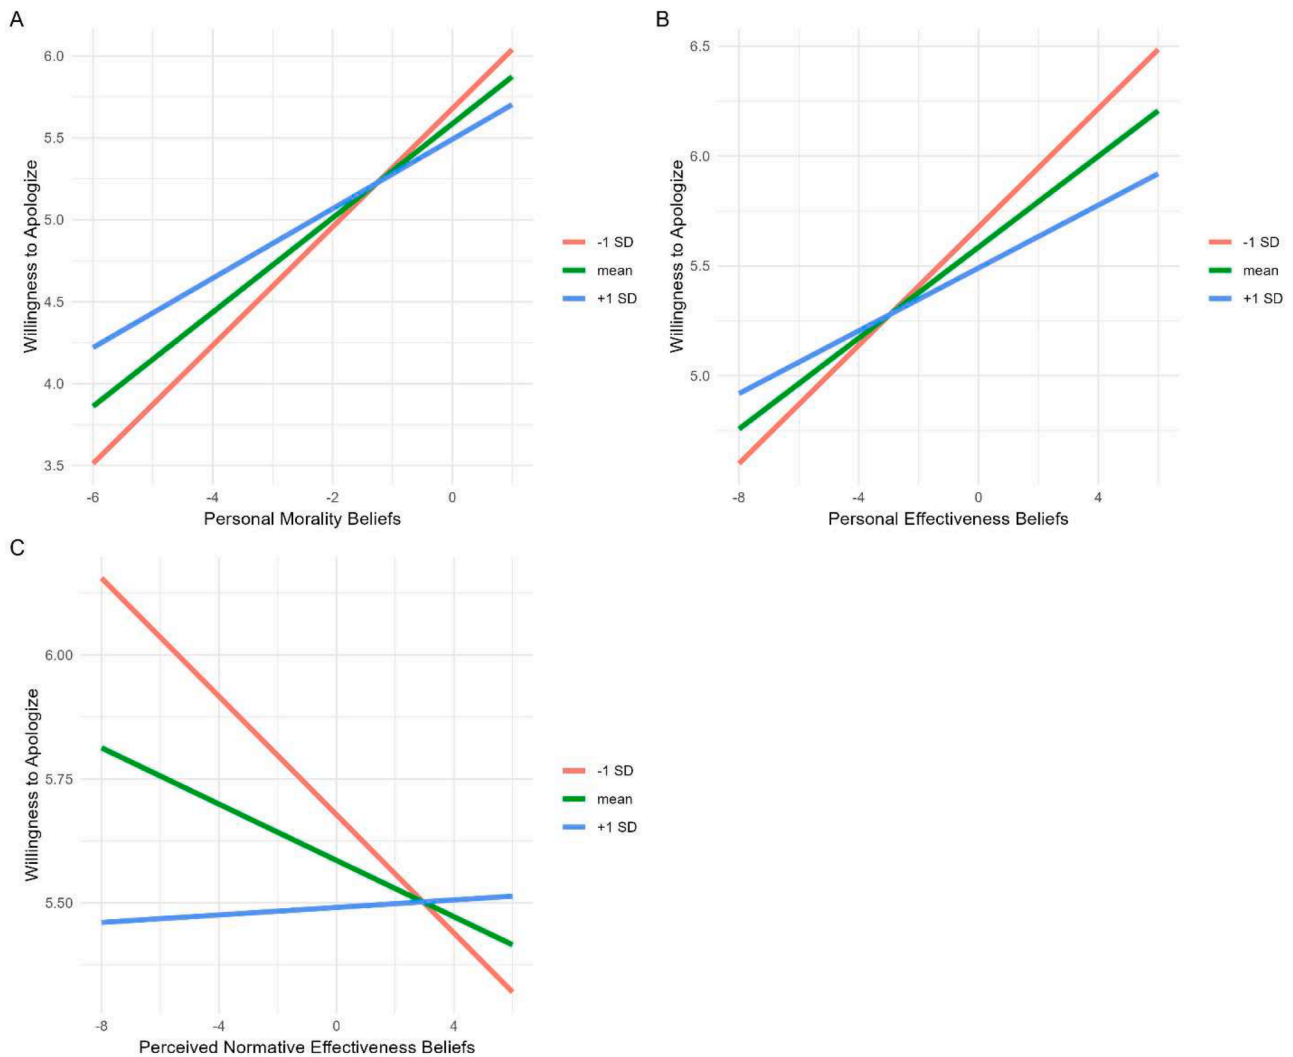 A
Willingness to Apologize
6.0
5.5
5.0
4.5
4.0
3.5
-6
-4
-2
0
Personal Morality Beliefs
-1 SD
mean
+1 SD
B
Willingness to Apologize
6.5
6.0
5.5
5.0
-8
-4
0
4
Personal Effectiveness Beliefs
-1 SD
mean
+1 SD
C
Willingness to Apologize
6.00
5.75
5.50
-8
-4
0
4
Perceived Normative Effectiveness Beliefs
-1 SD
mean
+1 SD